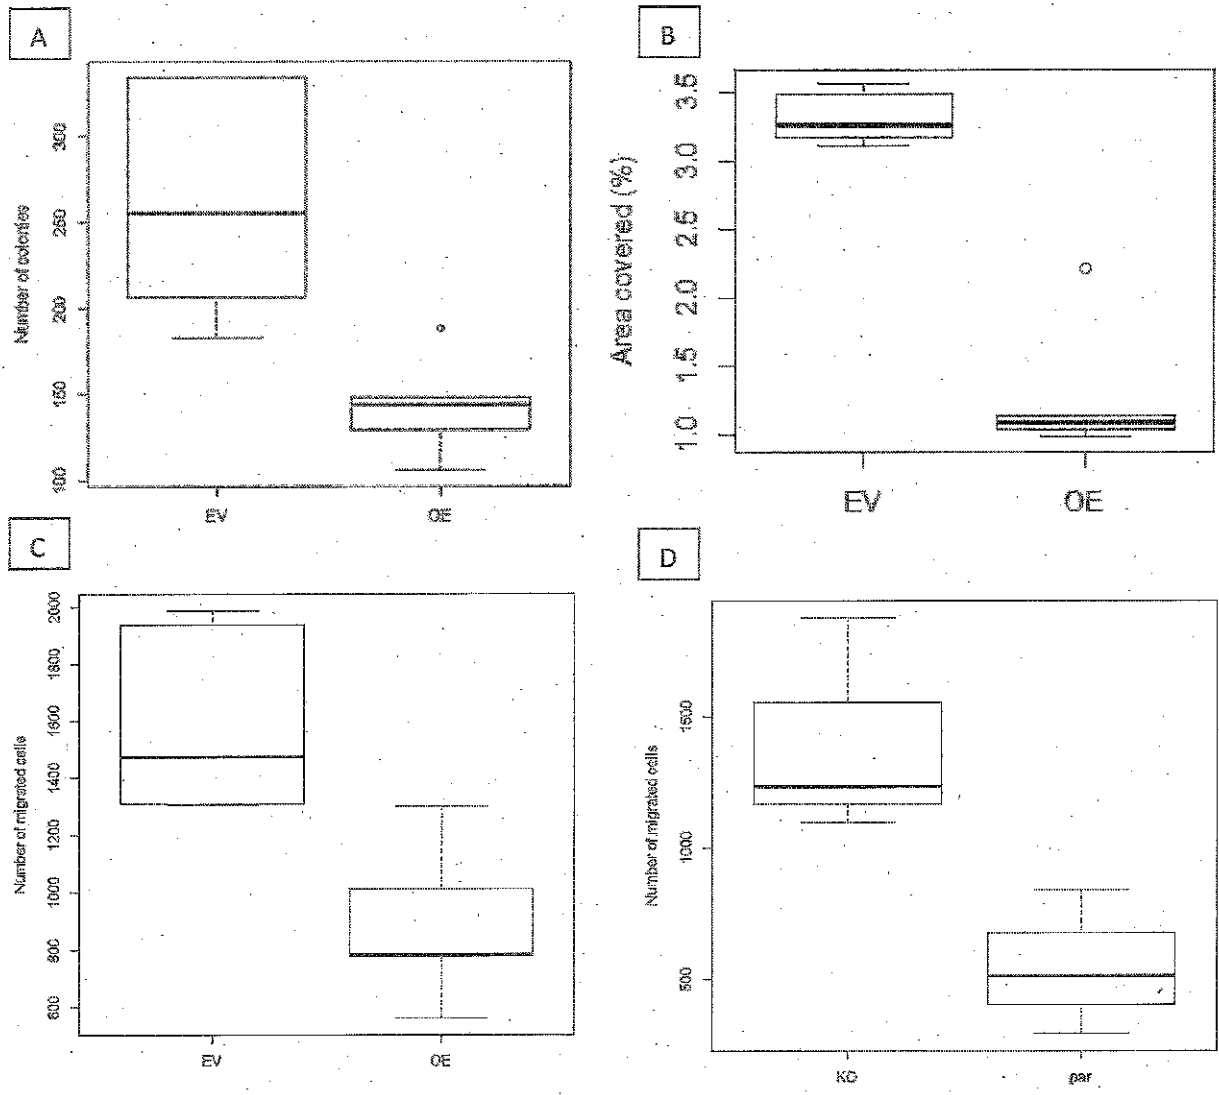 A
Number of colonies
300
250
200
150
100
EV
OE
B
Area covered (%)
3.5
3.0
2.5
2.0
1.5
1.0
EV
OE
C
Number of migrated cells
2000
1800
1600
1400
1200
1000
800
600
EV
OE
D
Number of migrated cells
1500
1000
500
KD
par